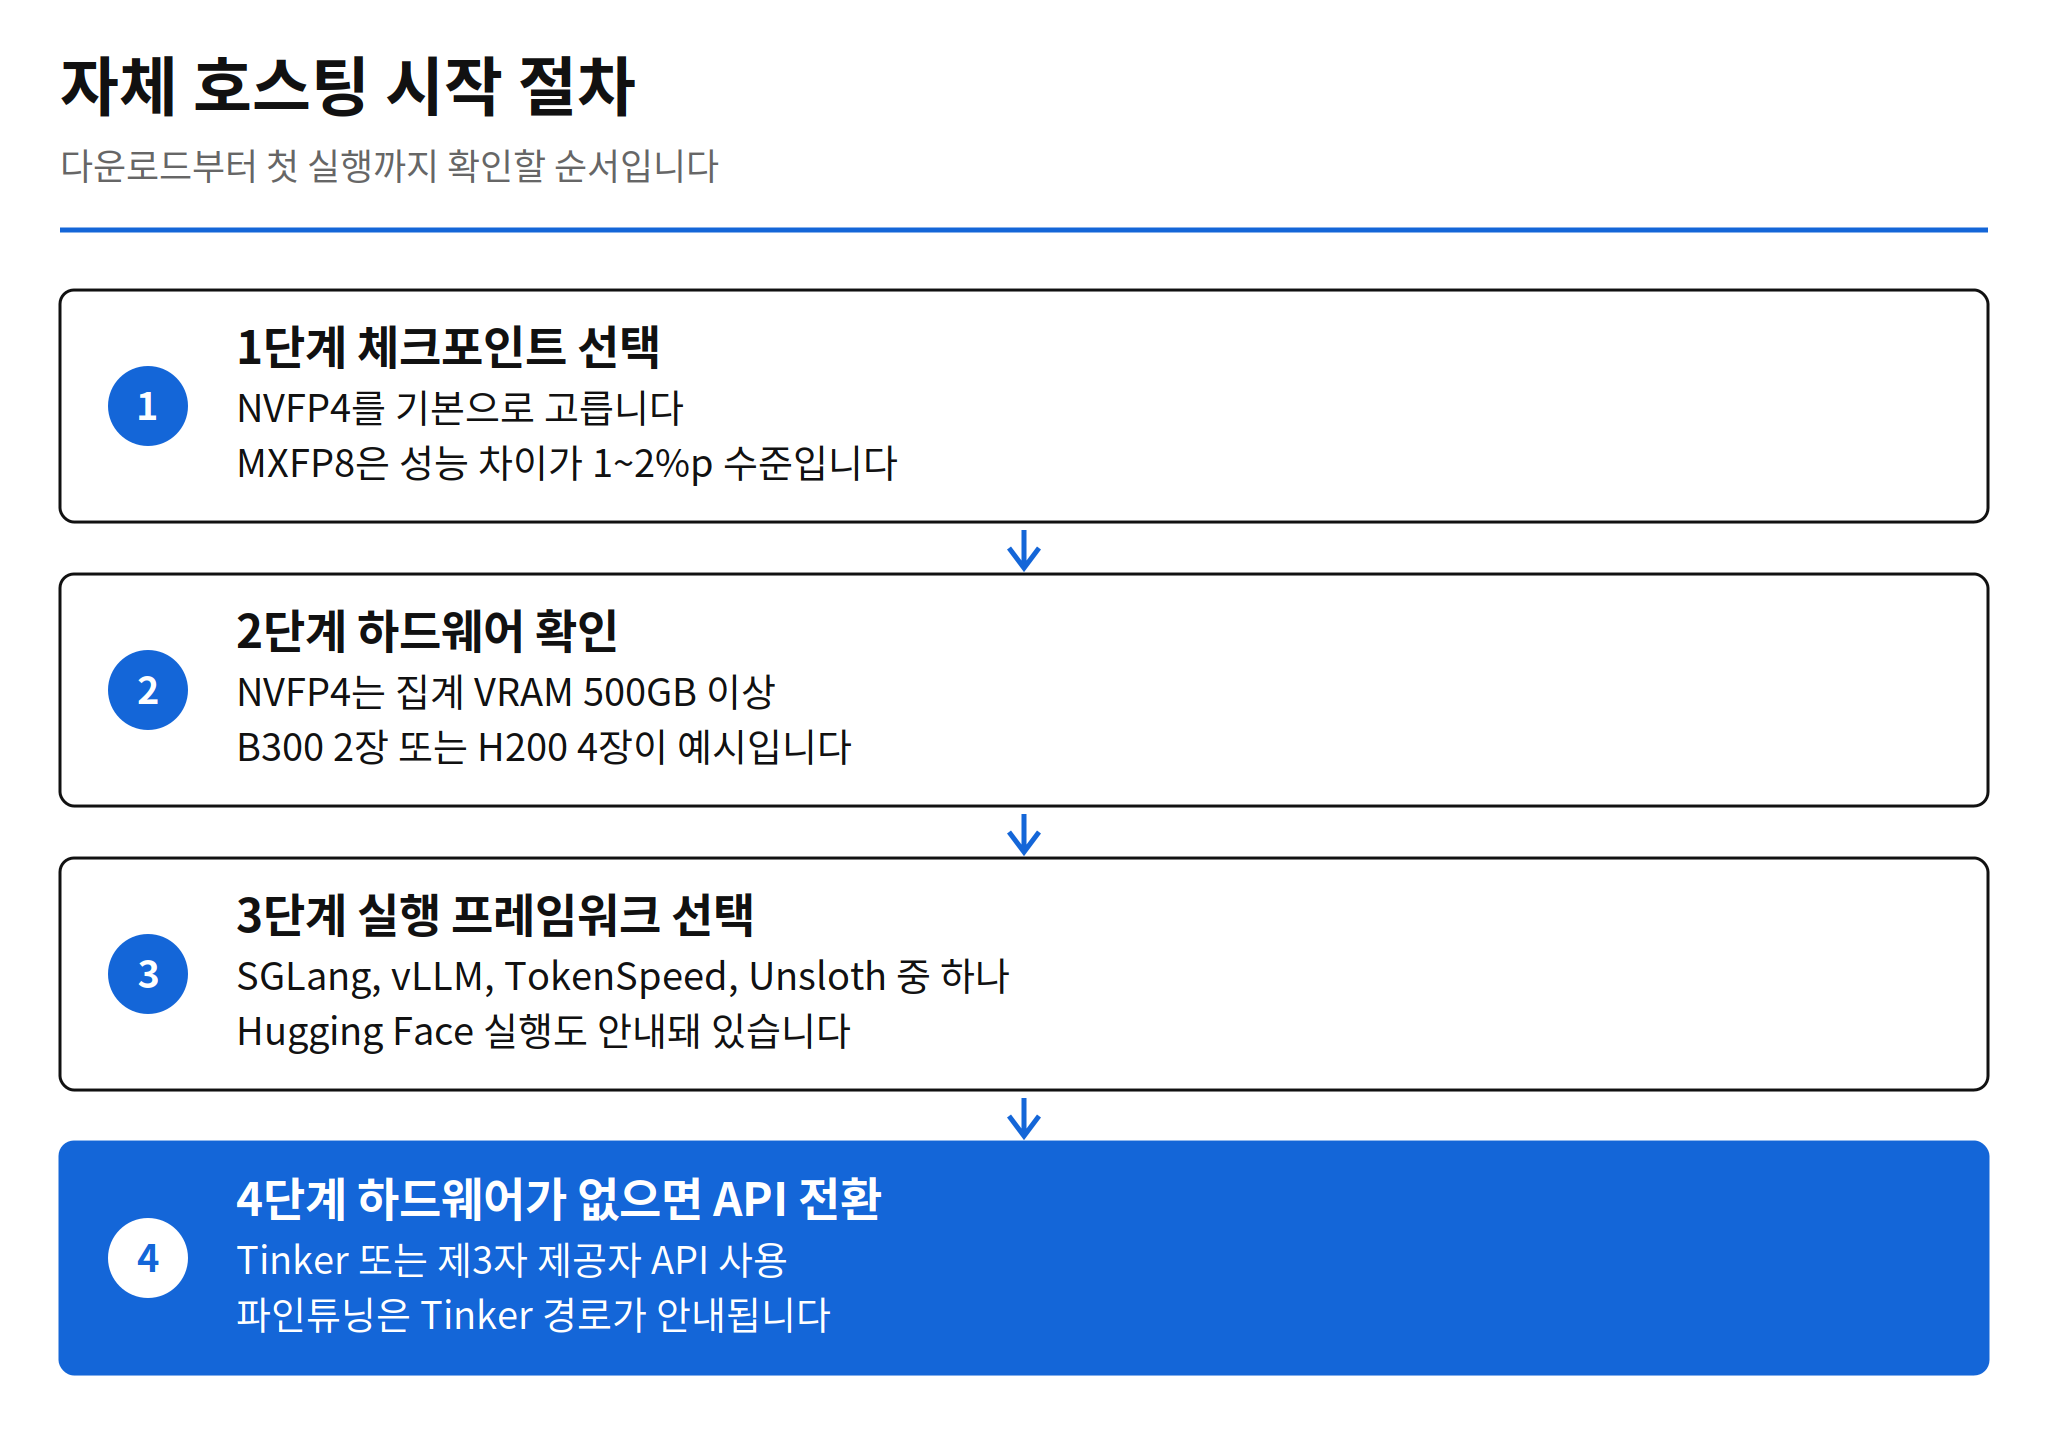 자체 호스팅 시작 절차
다운로드부터 첫 실행까지 확인할 순서입니다
1단계 체크포인트 선택
1
NVFP4를 기본으로 고릅니다
MXFP8은 성능 차이가 1~2%p 수준입니다
2단계 하드웨어 확인
2
NVFP4는 집계 VRAM 500GB 이상
B300 2장 또는 H200 4장이 예시입니다
3단계 실행 프레임워크 선택
3
SGLang, vLLM, TokenSpeed, Unsloth 중 하나
Hugging Face 실행도 안내돼 있습니다
4단계 하드웨어가 없으면 API 전환
4
Tinker 또는 제3자 제공자 API 사용
파인튜닝은 Tinker 경로가 안내됩니다